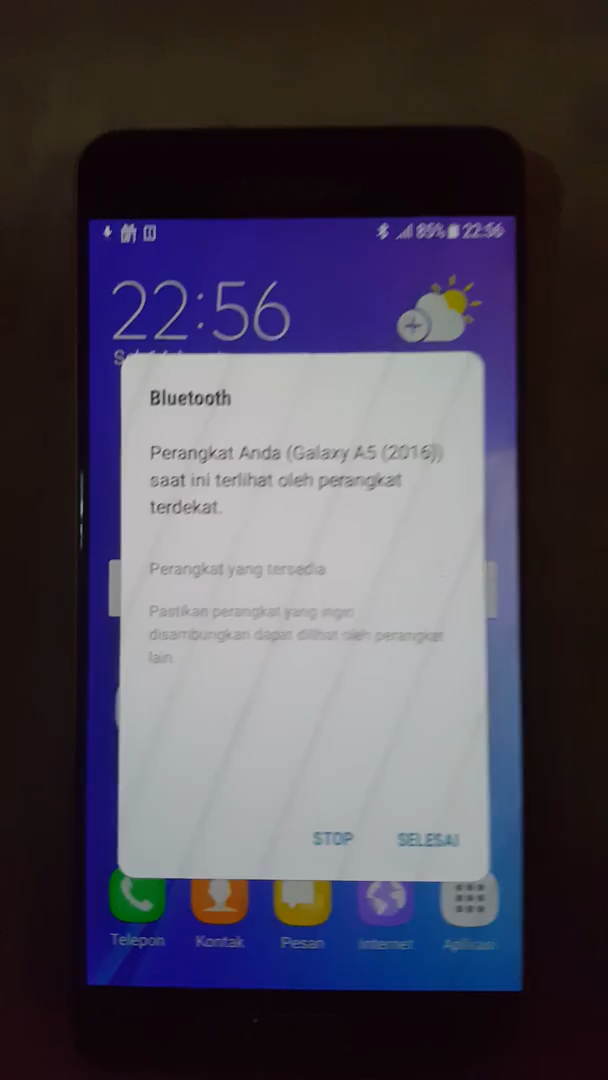 85% 22:56
22:56
Bluetooth
Perangkat Anda (Galaxy A5 (2016))
saat ini terlihat oleh perangkat
terdekat.
Perangkat yang tersedia
Pastikan perangkat yang ingin
disambungkan dapat dilihat oleh perangkat
lain.
STOP SELESAI
Telepon Kontak Pesan Internet Aplikasi